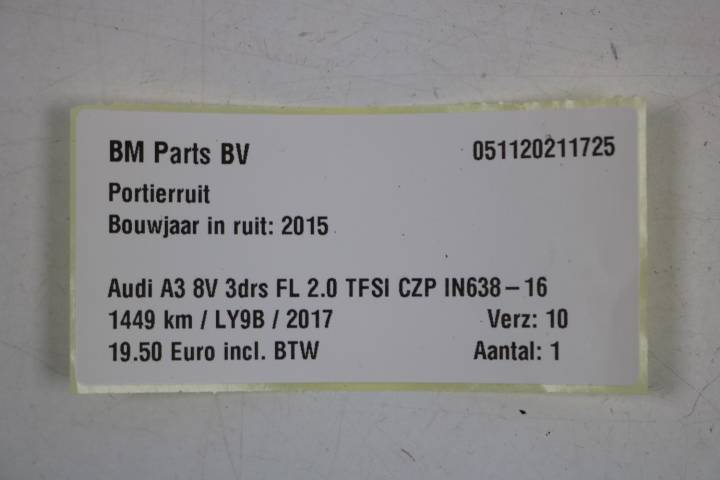 BM Parts BV 051120211725
Portierruit
Bouwjaar in ruit: 2015
Audi A3 8V 3drs FL 2.0 TFSI CZP IN638-16
1449 km / LY9B / 2017 Verz: 10
19.50 Euro incl. BTW Aantal: 1